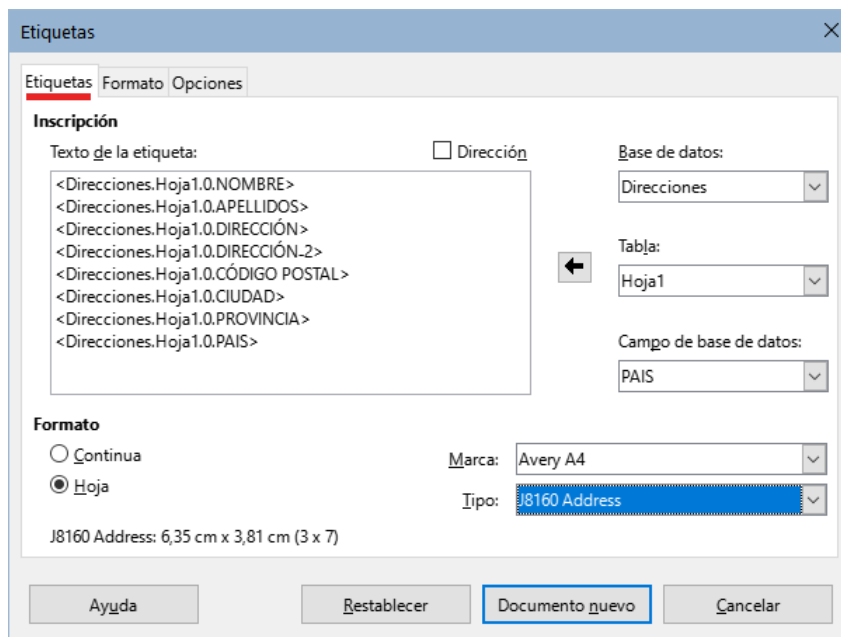 Etiquetas
Etiquetas Formato Opciones
Inscripción
Texto de la etiqueta:
Dirección
Base de datos:
<Direcciones.Hoja1.0.NOMBRE>
<Direcciones.Hoja1.0.APELLIDOS>
<Direcciones.Hoja1.0.DIRECCIÓN>
<Direcciones.Hoja1.0.DIRECCIÓN-2>
<Direcciones.Hoja1.0.CÓDIGO POSTAL>
<Direcciones.Hoja1.0.CIUDAD>
<Direcciones.Hoja1.0.PROVINCIA>
<Direcciones.Hoja1.0.PAIS>
Direcciones
Tabla:
Hoja1
Campo de base de datos:
PAIS
Formato
Continua
Hoja
Marca: Avery A4
Tipo: J8160 Address
J8160 Address: 6,35 cm x 3,81 cm (3 x 7)
Ayuda Restablecer Documento nuevo Cancelar